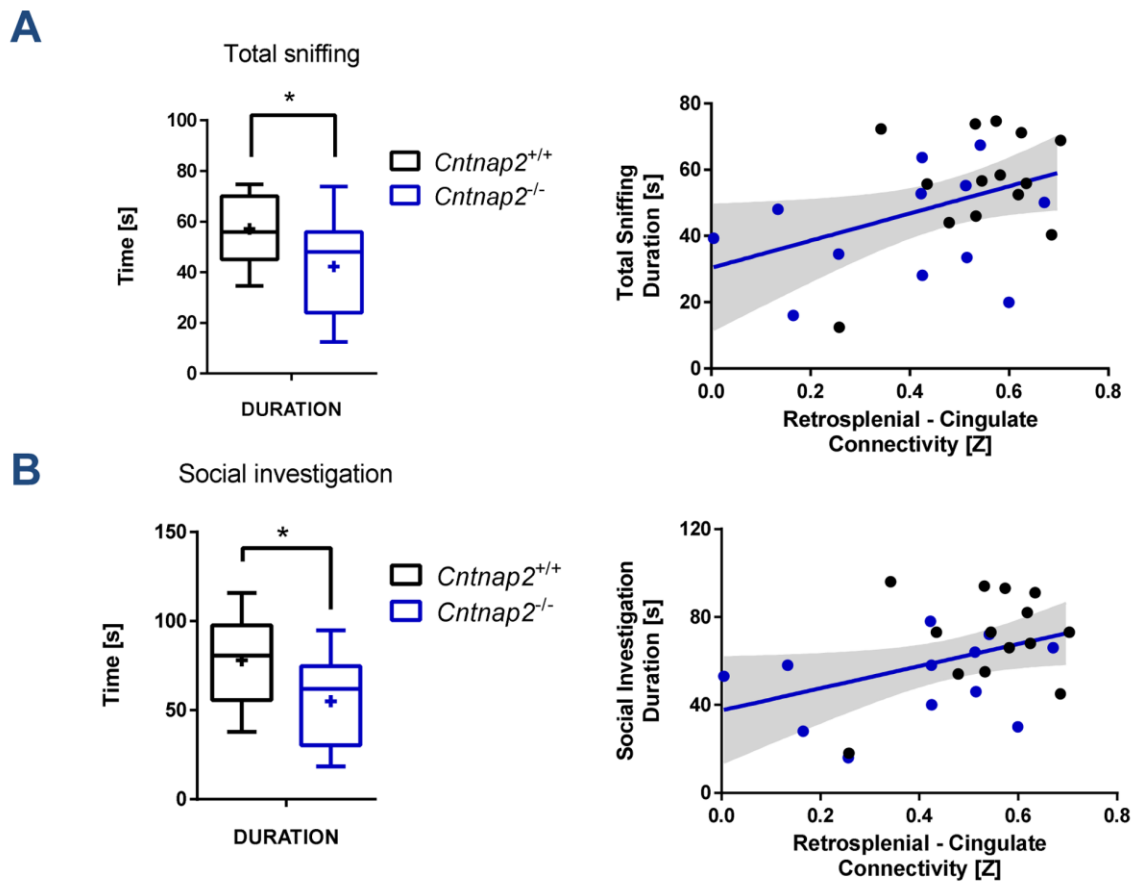 A
Total sniffing
*
100
80
60
40
20
0
Time [s]
DURATION
Cntnap2+/+
Cntnap2-/-
80
60
40
20
0
Total Sniffing
Duration [s]
0.0 0.2 0.4 0.6 0.8
Retrosplenial - Cingulate
Connectivity [Z]
B
Social investigation
*
150
100
50
0
Time [s]
DURATION
Cntnap2+/+
Cntnap2-/-
120
80
40
0
Social Investigation
Duration [s]
0.0 0.2 0.4 0.6 0.8
Retrosplenial - Cingulate
Connectivity [Z]